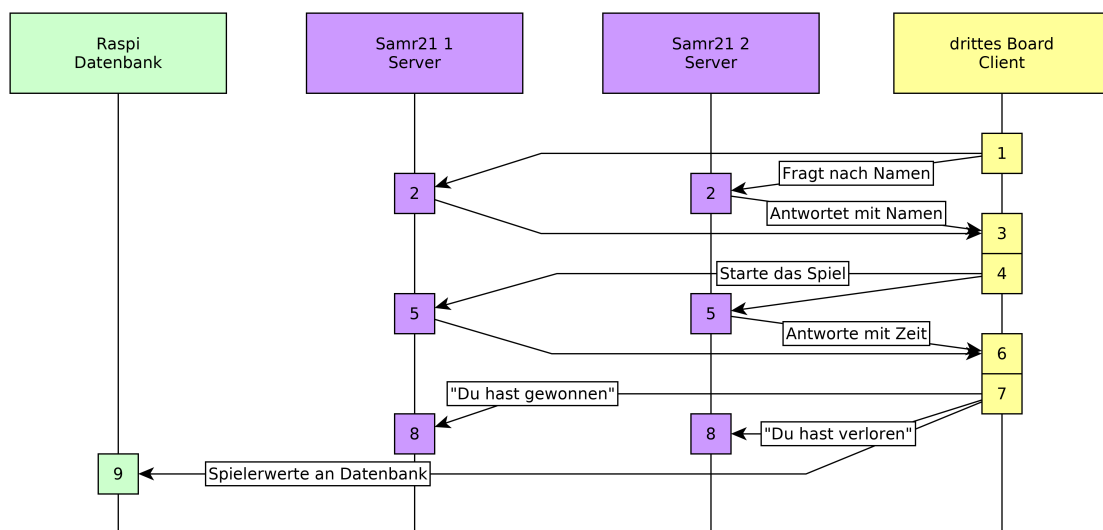 Raspi
Datenbank
Samr21 1
Server
Samr21 2
Server
drittes Board
Client
1
Fragt nach Namen
2
2
Antwortet mit Namen
3
Starte das Spiel
4
5
5
Antworte mit Zeit
6
"Du hast gewonnen"
7
8
8
"Du hast verloren"
9
Spielerwerte an Datenbank